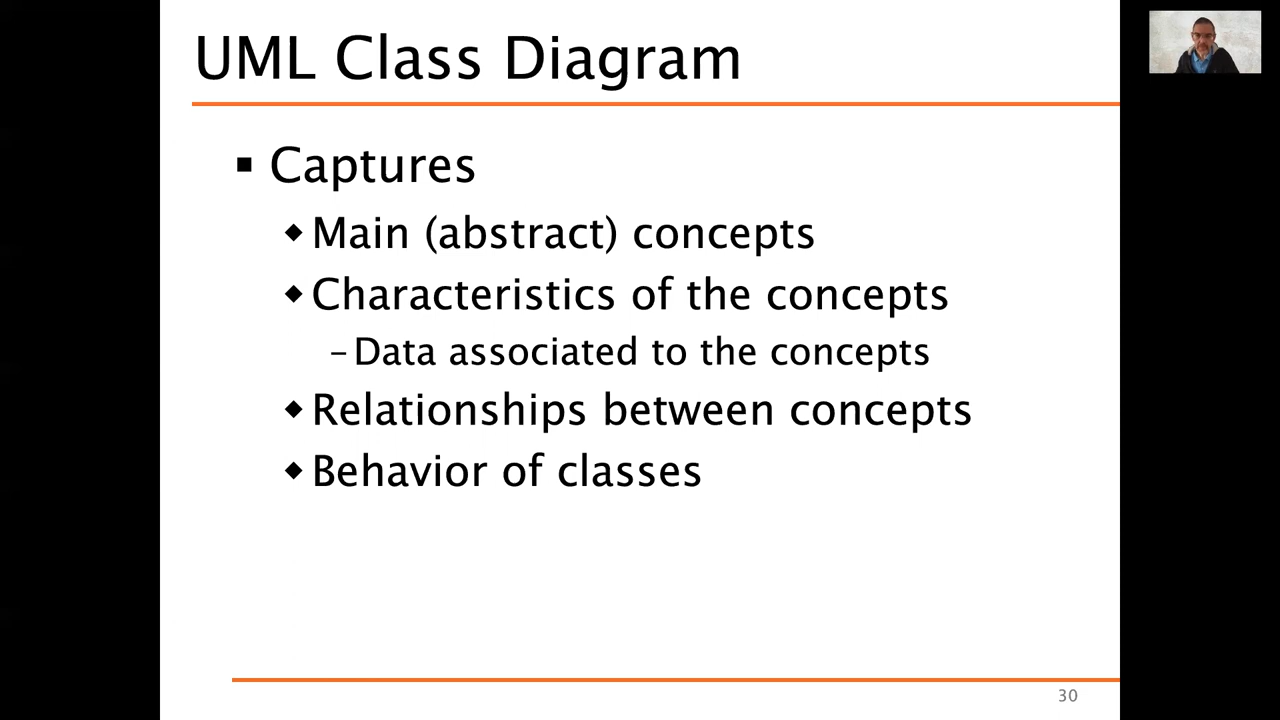 UML Class Diagram
▪ Captures
◆ Main (abstract) concepts
◆ Characteristics of the concepts
– Data associated to the concepts
◆ Relationships between concepts
◆ Behavior of classes
30